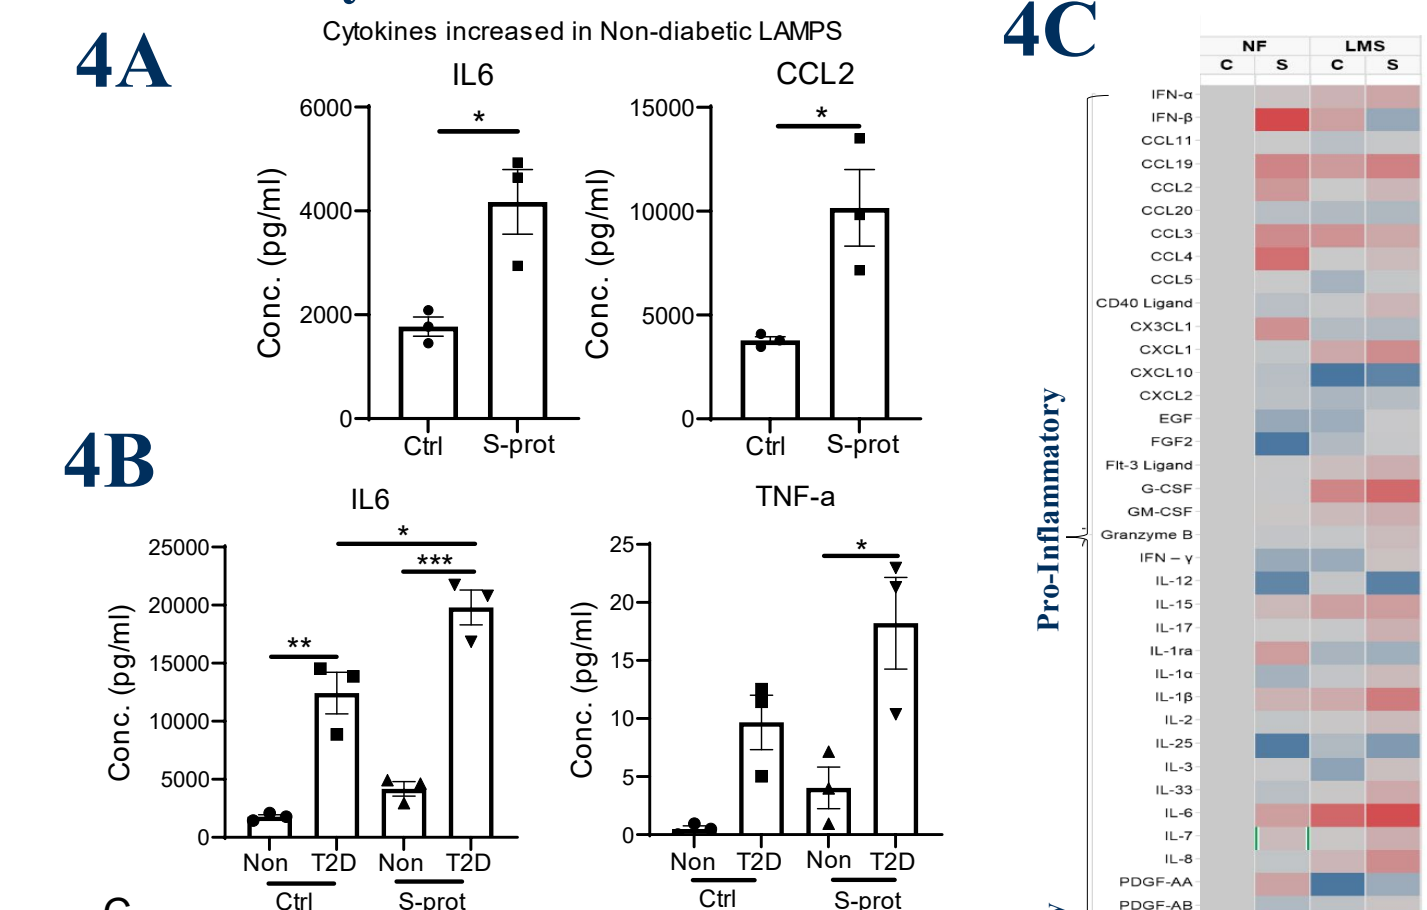 4A
Cytokines increased in Non-diabetic LAMPS
IL6
*
6000
4000
2000
0
Conc. (pg/ml)
Ctrl
S-prot
CCL2
*
15000
10000
5000
0
Conc. (pg/ml)
Ctrl
S-prot
4B
IL6
*
***
**
25000
20000
15000
10000
5000
0
Conc. (pg/ml)
Non
T2D
Non
T2D
Ctrl
S-prot
TNF-a
*
25
20
15
10
5
0
Conc. (pg/ml)
Non
T2D
Non
T2D
Ctrl
S-prot
4C
NF
LMS
C
S
C
S
Pro-Inflammatory
IFN-α
IFN-β
CCL11
CCL19
CCL2
CCL20
CCL3
CCL4
CCL5
CD40 Ligand
CX3CL1
CXCL1
CXCL10
CXCL2
EGF
FGF2
Flt-3 Ligand
G-CSF
GM-CSF
Granzyme B
IFN – γ
IL-12
IL-15
IL-17
IL-1ra
IL-1α
IL-1β
IL-2
IL-25
IL-3
IL-33
IL-6
IL-7
IL-8
PDGF-AA
PDGF-AB